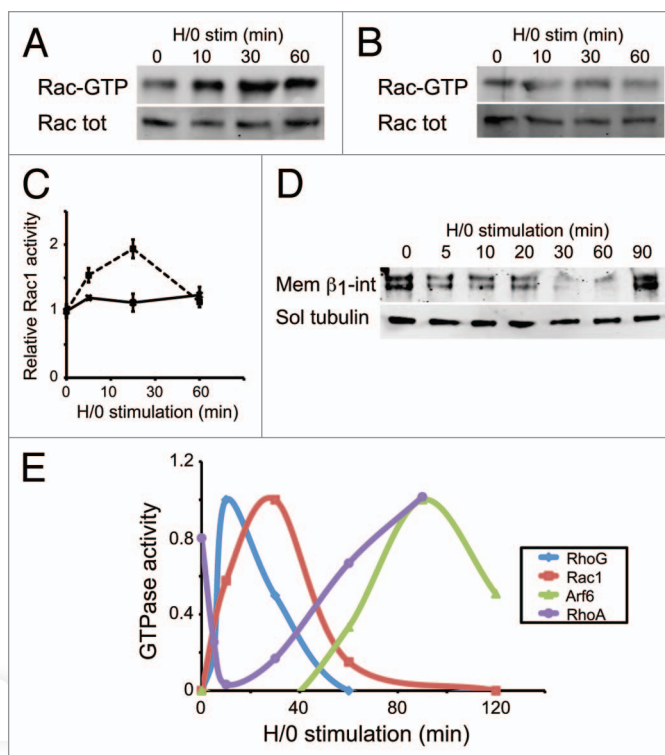 A
H/0 stim (min)
0 10 30 60
Rac-GTP
Rac tot
B
H/0 stim (min)
0 10 30 60
Rac-GTP
Rac tot
C
Relative Rac1 activity
2
1
0
0 10 30 60
H/0 stimulation (min)
D
H/0 stimulation (min)
0 5 10 20 30 60 90
Mem β1-int
Sol tubulin
E
GTPase activity
1.2
0.8
0.4
0
0 40 80 120
H/0 stimulation (min)
RhoG
Rac1
Arf6
RhoA